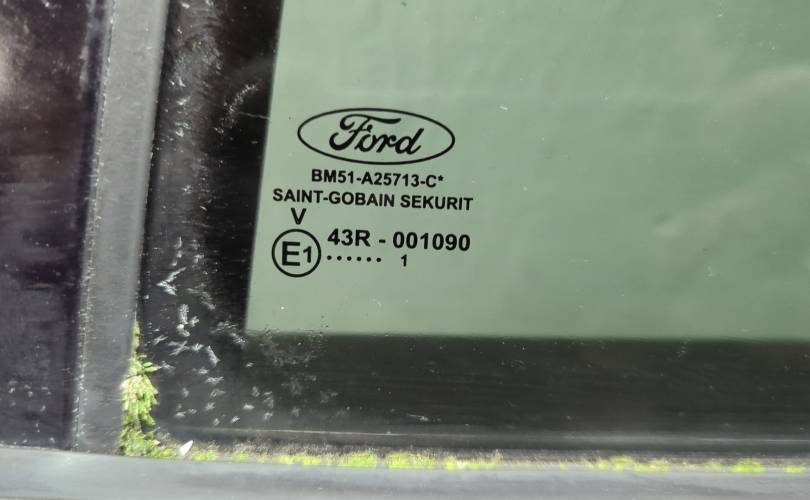 Ford
BM51-A25713-C*
SAINT-GOBAIN SEKURIT
V
E1 43R - 001090
...... 1